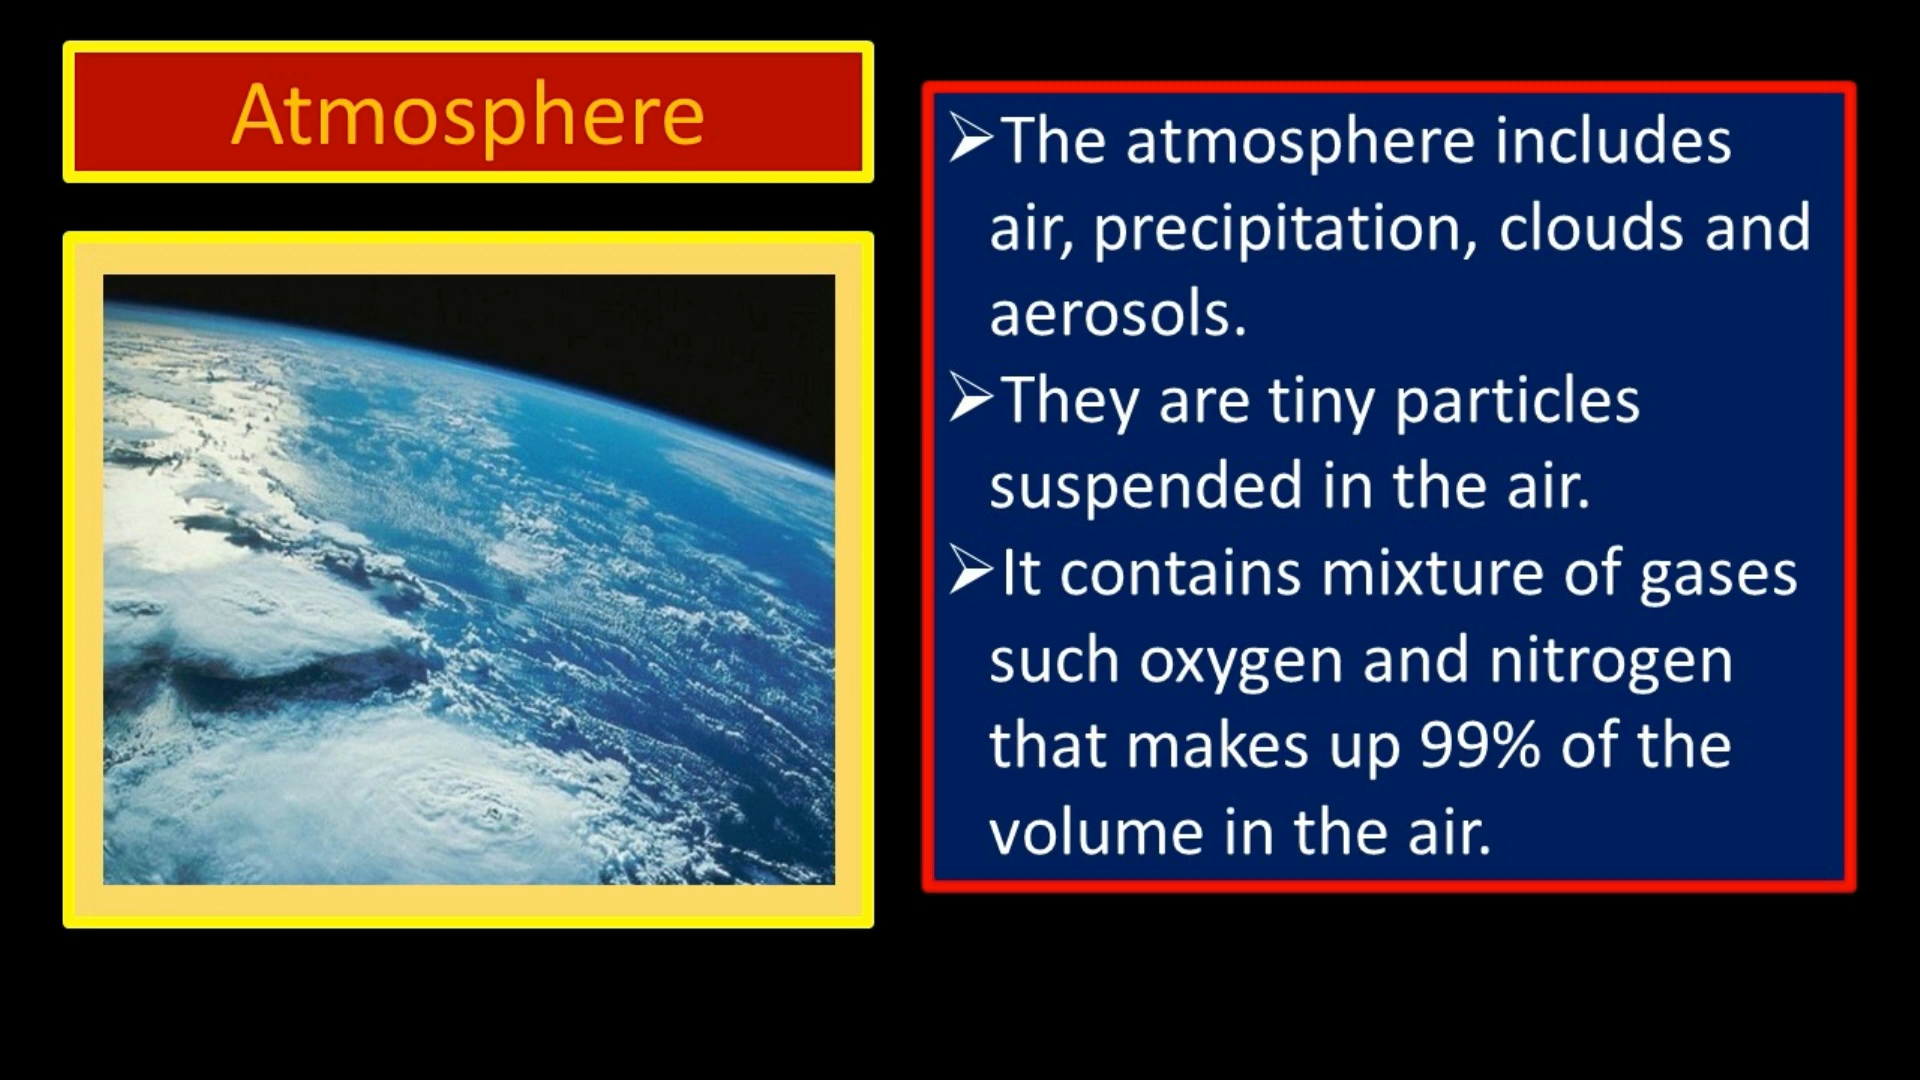 Atmosphere
➢The atmosphere includes
air, precipitation, clouds and
aerosols.
➢They are tiny particles
suspended in the air.
➢It contains mixture of gases
such oxygen and nitrogen
that makes up 99% of the
volume in the air.